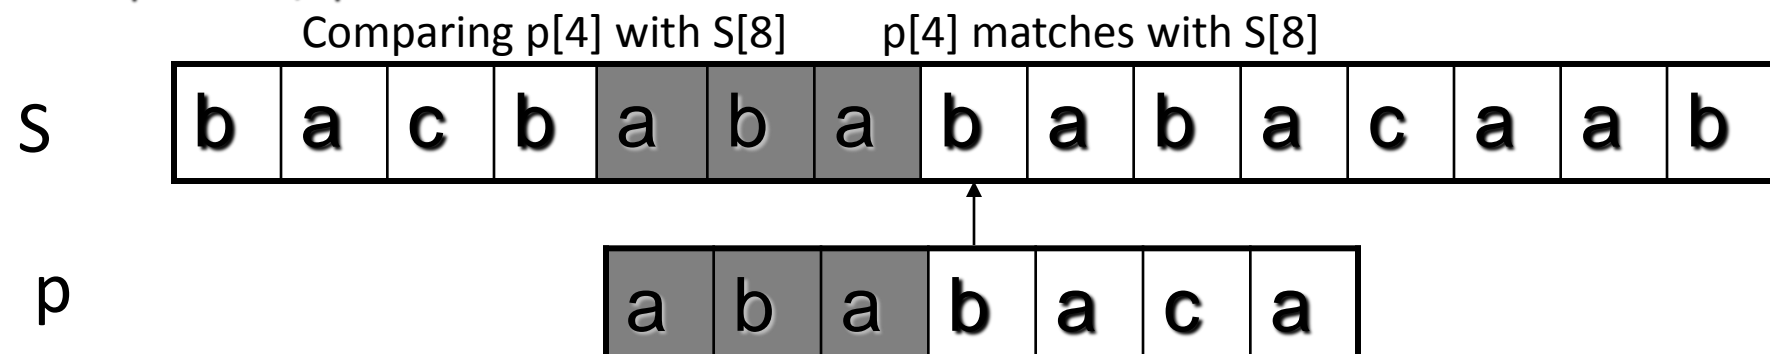 Comparing p[4] with S[8] p[4] matches with S[8]
S b a c b a b a b a b a c a a b
p a b a b a c a